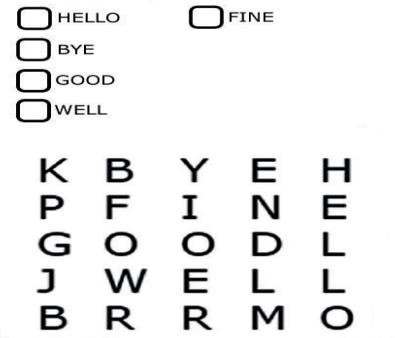 HELLO FINE
BYE
GOOD
WELL
K B Y E H
P F I N E
G O O D L
J W E L L
B R R M O